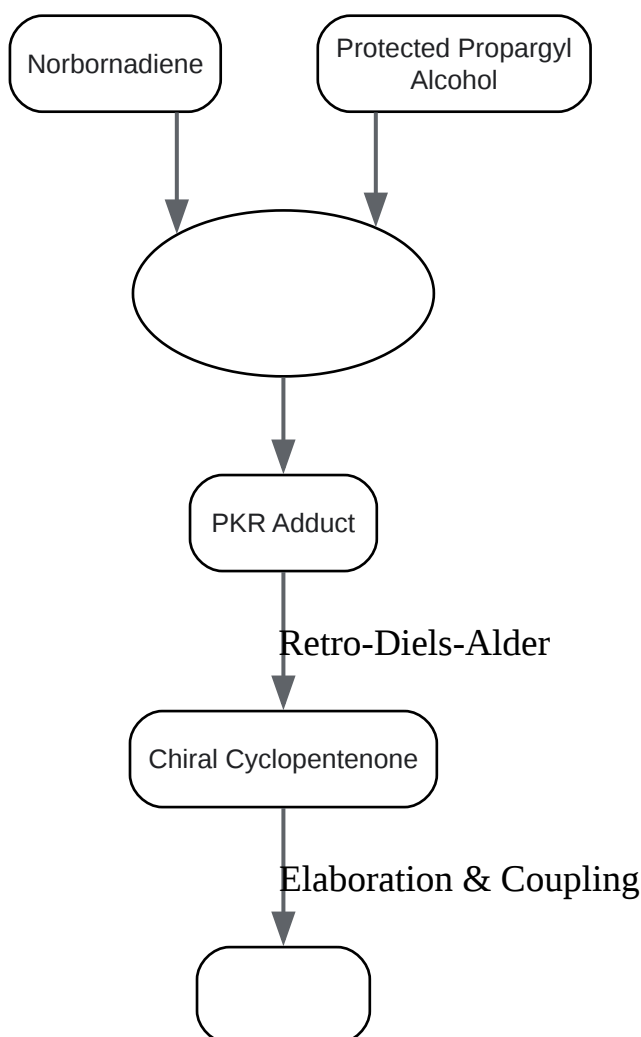 Norbornadiene
Protected Propargyl
Alcohol
PKR Adduct
Retro-Diels-Alder
Chiral Cyclopentenone
Elaboration & Coupling